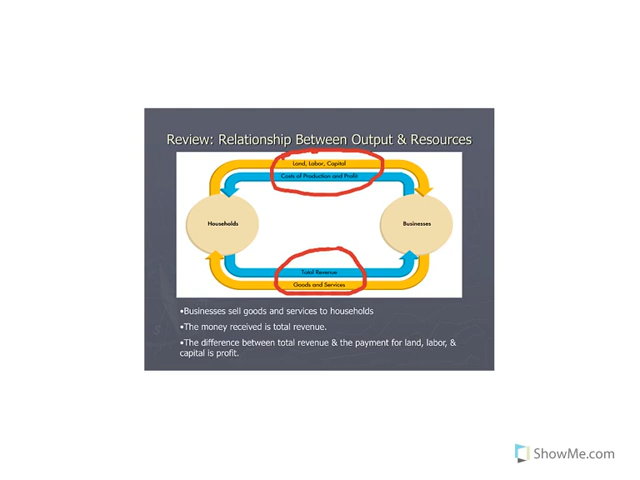 Review: Relationship Between Output & Resources
Land, Labor, Capital
Costs of Production and Profit
Households
Businesses
Total Revenue
Goods and Services
•Businesses sell goods and services to households
•The money received is total revenue.
•The difference between total revenue & the payment for land, labor, &
capital is profit.
ShowMe.com